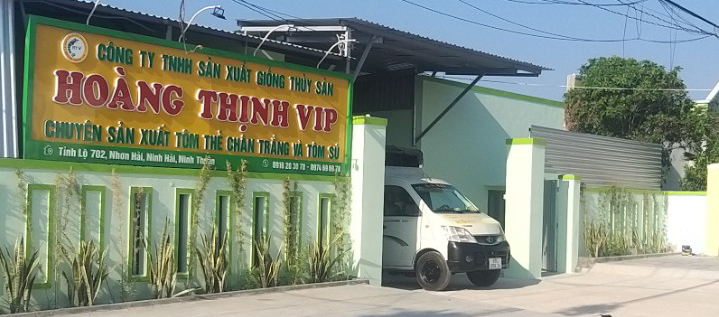 CÔNG TY TNHH SẢN XUẤT GIỐNG THỦY SẢN
HOÀNG THỊNH VIP
CHUYÊN SẢN XUẤT TÔM THẺ CHÂN TRẮNG VÀ TÔM SÚ
Tỉnh Lộ 702, Nhơn Hải, Ninh Hải, Ninh Thuận